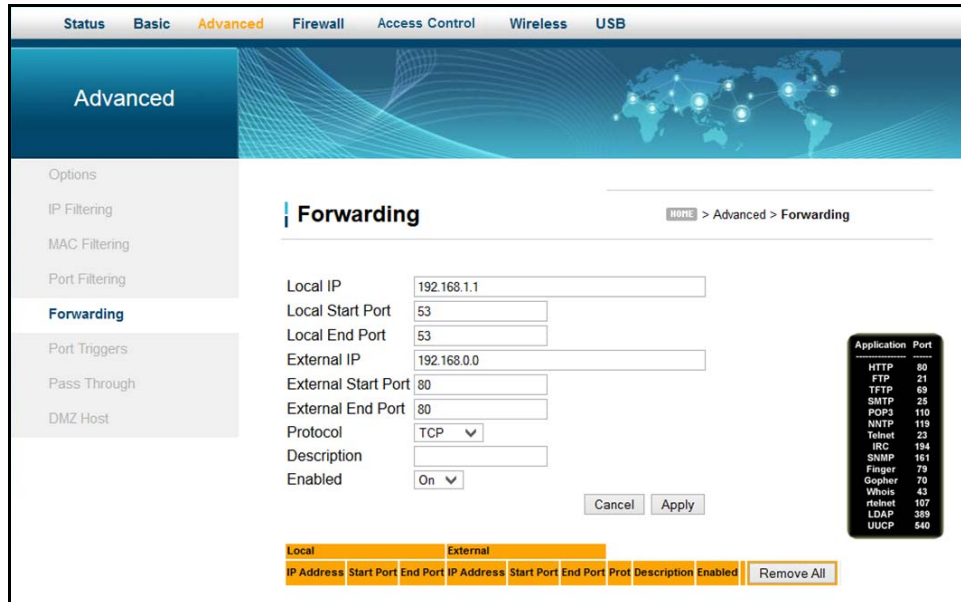 Status Basic Advanced Firewall Access Control Wireless USB
Advanced
Options
IP Filtering
MAC Filtering
Port Filtering
Forwarding
Port Triggers
Pass Through
DMZ Host
Forwarding
HOME > Advanced > Forwarding
Local IP 192.168.1.1
Local Start Port 53
Local End Port 53
External IP 192.168.0.0
External Start Port 80
External End Port 80
Protocol TCP
Description
Enabled On
Cancel Apply
Application Port
HTTP 80
FTP 21
TFTP 69
SMTP 25
POP3 110
NNTP 119
Telnet 23
IRC 194
SNMP 161
Finger 79
Gopher 70
Whois 43
rtelnet 107
LDAP 389
UUCP 540
Local External
IP Address Start Port End Port IP Address Start Port End Port Prot Description Enabled Remove All